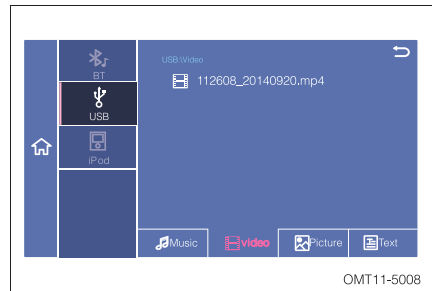 BT
USB
iPod
USB:\Video
112608_20140920.mp4
Music
video
Picture
Text
OMT11-5008